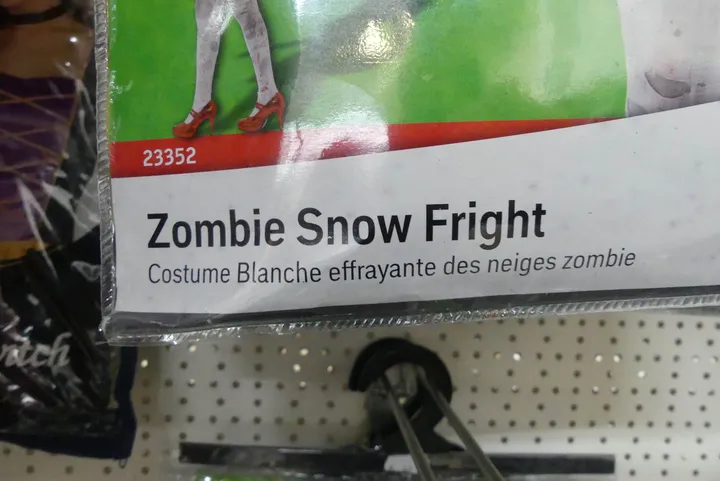 23352
Zombie Snow Fright
Costume Blanche effrayante des neiges zombie